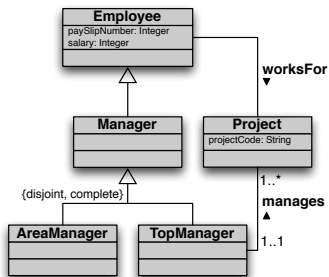 Employee
paySlipNumber: Integer
salary: Integer
worksFor
Manager
Project
projectCode: String
{disjoint, complete}
1..*
manages
AreaManager
TopManager
1..1